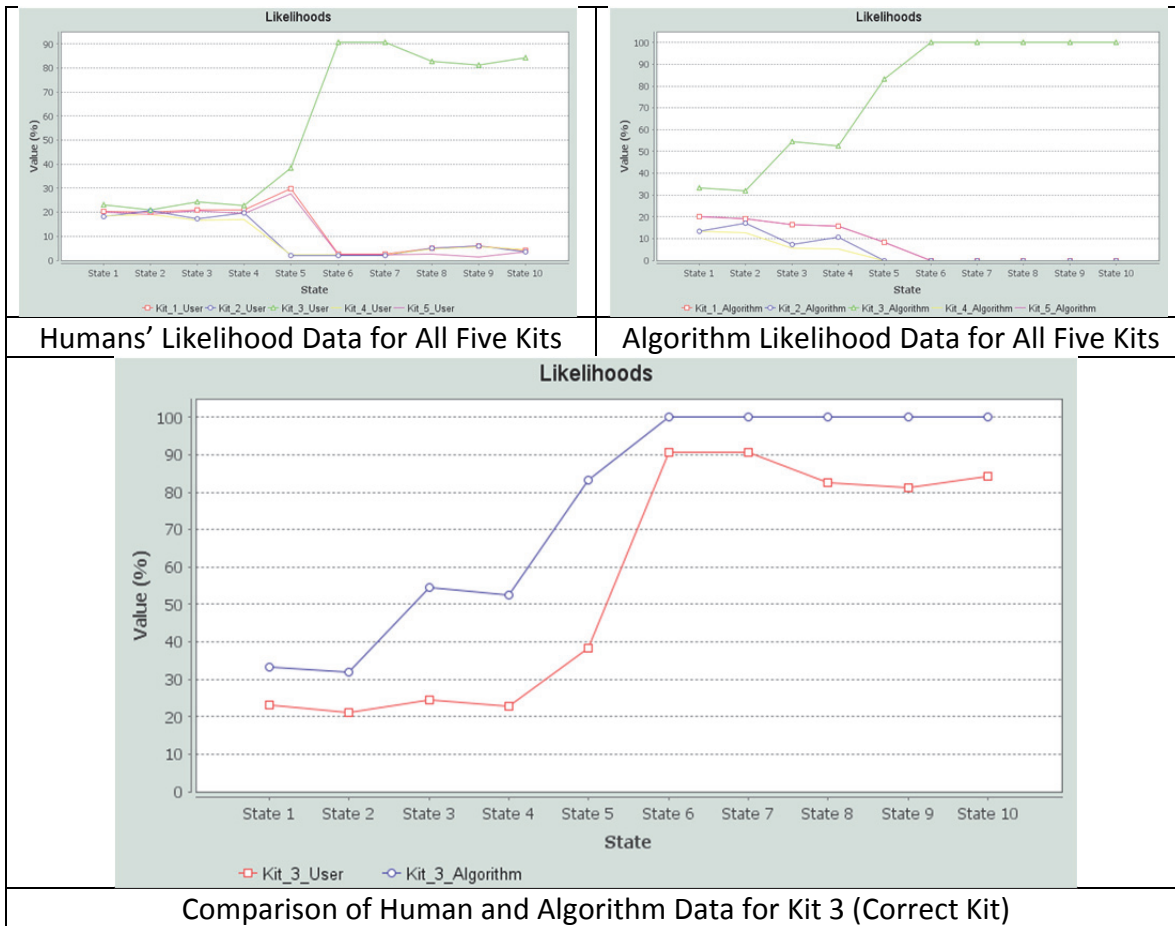 Likelihoods
Value (%)
90
80
70
60
50
40
30
20
10
0
State 1 State 2 State 3 State 4 State 5 State 6 State 7 State 8 State 9 State 10
State
Kit_1_User Kit_2_User Kit_3_User Kit_4_User Kit_5_User
Humans’ Likelihood Data for All Five Kits
Likelihoods
Value (%)
100
90
80
70
60
50
40
30
20
10
0
State 1 State 2 State 3 State 4 State 5 State 6 State 7 State 8 State 9 State 10
State
Kit_1_Algorithm Kit_2_Algorithm Kit_3_Algorithm Kit_4_Algorithm Kit_5_Algorithm
Algorithm Likelihood Data for All Five Kits
Likelihoods
Value (%)
100
90
80
70
60
50
40
30
20
10
0
State 1 State 2 State 3 State 4 State 5 State 6 State 7 State 8 State 9 State 10
State
Kit_3_User Kit_3_Algorithm
Comparison of Human and Algorithm Data for Kit 3 (Correct Kit)